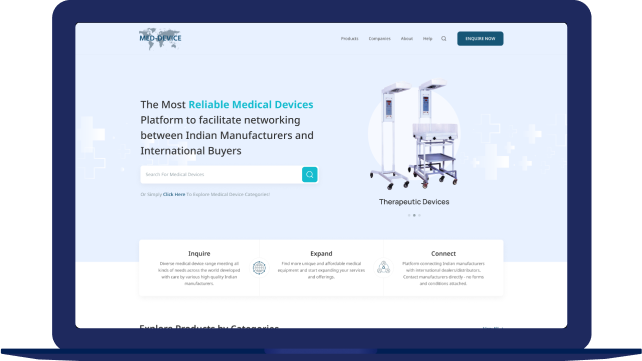 MED-DEVICE
Products Companies About Help ENQUIRE NOW
The Most Reliable Medical Devices
Platform to facilitate networking
between Indian Manufacturers and
International Buyers
Search For Medical Devices
Or Simply Click Here To Explore Medical Device Categories!
Therapeutic Devices
Inquire
Diverse medical device range meeting all
kinds of needs across the world developed
with care by various high quality Indian
manufacturers.
Expand
Find more unique and affordable medical
equipment and start expanding your services
and offerings.
Connect
Platform connecting Indian manufacturers
with international dealers/distributors.
Contact manufacturers directly - no forms
and conditions attached.
Explore Products by Categories